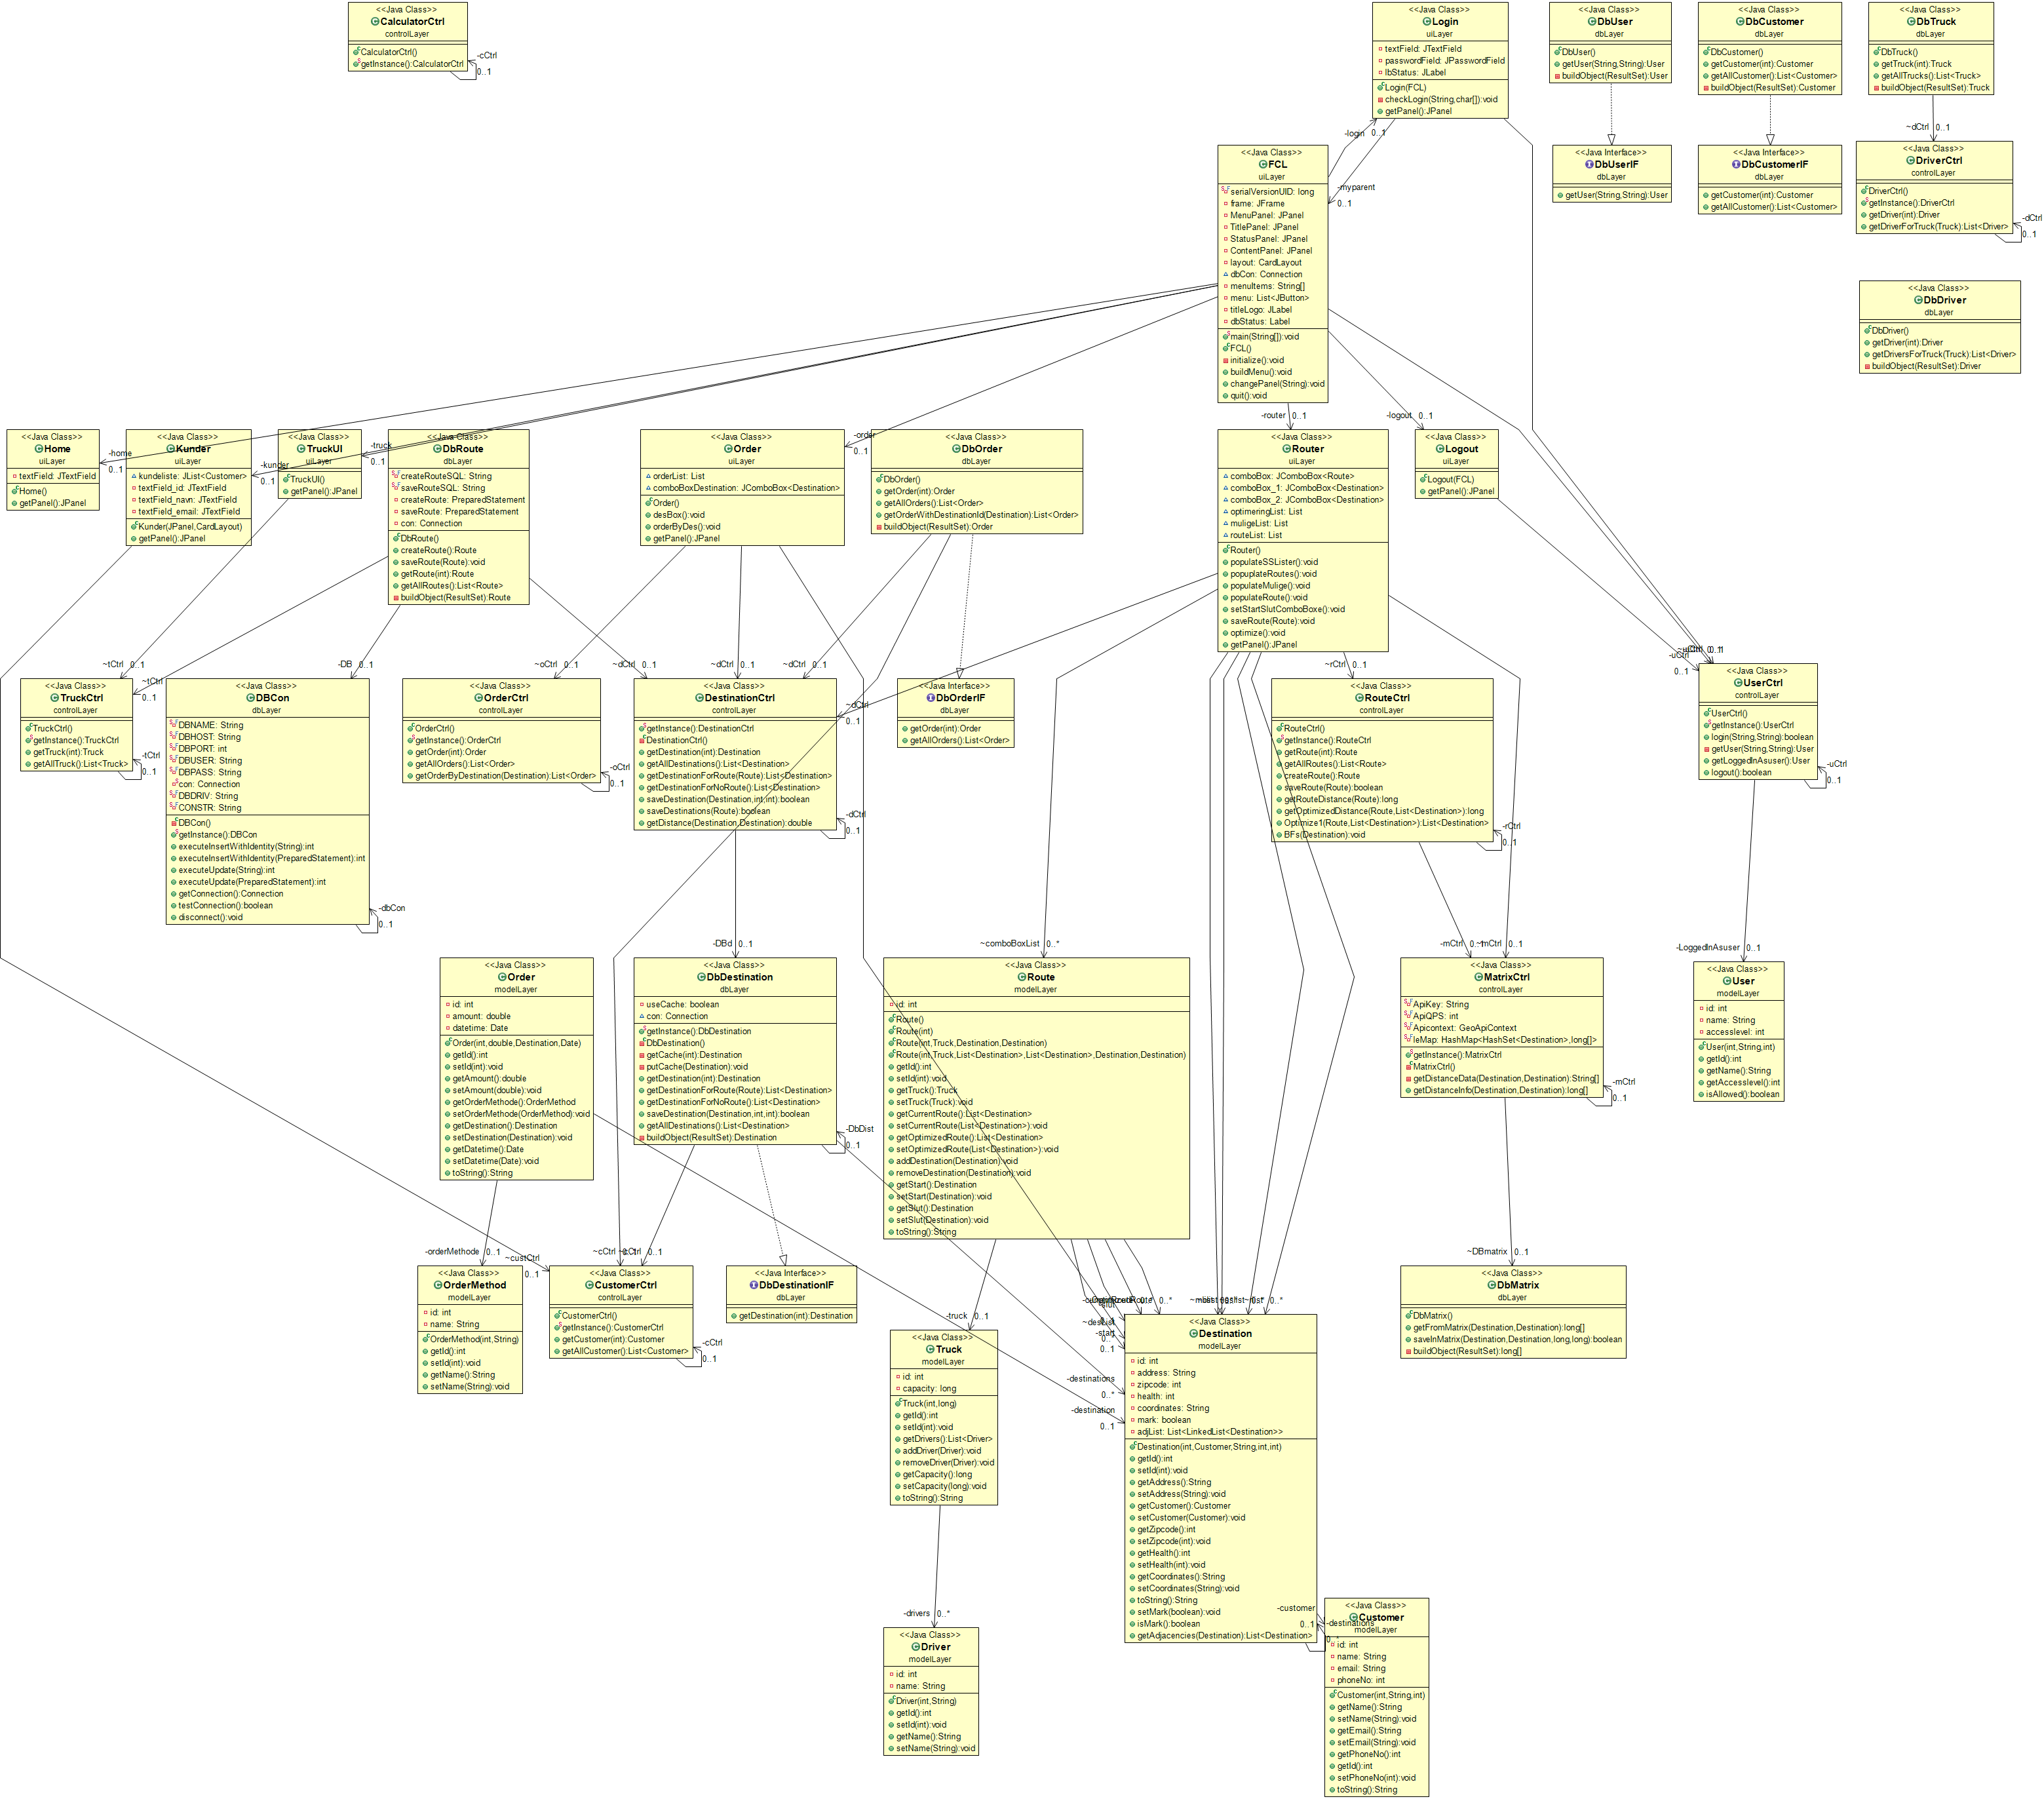 <<Java Class>>
CalculatorCtrl
controlLayer
CalculatorCtrl()
getInstance():CalculatorCtrl
-cCtrl
0..1
<<Java Class>>
Login
uiLayer
textField: JTextField
passwordField: JPasswordField
lbStatus: JLabel
Login(FCL)
checkLogin(String,char[]):void
getPanel():JPanel
<<Java Class>>
DbUser
dbLayer
DbUser()
getUser(String,String):User
buildObject(ResultSet):User
<<Java Class>>
DbCustomer
dbLayer
DbCustomer()
getCustomer(int):Customer
getAllCustomer():List<Customer>
buildObject(ResultSet):Customer
<<Java Class>>
DbTruck
dbLayer
DbTruck()
getTruck(int):Truck
getAllTrucks():List<Truck>
buildObject(ResultSet):Truck
~dCtrl 0..1
-login 0..1
-myparent
0..1
<<Java Class>>
FCL
uiLayer
serialVersionUID: long
frame: JFrame
MenuPanel: JPanel
TitlePanel: JPanel
StatusPanel: JPanel
ContentPanel: JPanel
layout: CardLayout
dbCon: Connection
menuItems: String[]
menu: List<JButton>
titleLogo: JLabel
dbStatus: Label
main(String[]):void
FCL()
initialize():void
buildMenu():void
changePanel(String):void
quit():void
<<Java Interface>>
DbUserIF
dbLayer
getUser(String,String):User
<<Java Interface>>
DbCustomerIF
dbLayer
getCustomer(int):Customer
getAllCustomer():List<Customer>
<<Java Class>>
DriverCtrl
controlLayer
DriverCtrl()
getInstance():DriverCtrl
getDriver(int):Driver
getDriverForTruck(Truck):List<Driver>
-dCtrl
0..1
<<Java Class>>
DbDriver
dbLayer
DbDriver()
getDriver(int):Driver
getDriversForTruck(Truck):List<Driver>
buildObject(ResultSet):Driver
<<Java Class>>
Home
uiLayer
textField: JTextField
Home()
getPanel():JPanel
-home
0..1
<<Java Class>>
Kunder
uiLayer
kundeliste: JList<Customer>
textField_id: JTextField
textField_navn: JTextField
textField_email: JTextField
Kunder(JPanel,CardLayout)
getPanel():JPanel
-kunder
0..1
<<Java Class>>
TruckUI
uiLayer
TruckUI()
getPanel():JPanel
-truck
0..1
<<Java Class>>
DbRoute
dbLayer
createRouteSQL: String
saveRouteSQL: String
createRoute: PreparedStatement
saveRoute: PreparedStatement
con: Connection
DbRoute()
createRoute():Route
saveRoute(Route):void
getRoute(int):Route
getAllRoutes():List<Route>
buildObject(ResultSet):Route
<<Java Class>>
Order
uiLayer
orderList: List
comboBoxDestination: JComboBox<Destination>
Order()
desBox():void
orderByDes():void
getPanel():JPanel
-order
0..1
<<Java Class>>
DbOrder
dbLayer
DbOrder()
getOrder(int):Order
getAllOrders():List<Order>
getOrderWithDestinationId(Destination):List<Order>
buildObject(ResultSet):Order
-router 0..1
<<Java Class>>
Router
uiLayer
comboBox: JComboBox<Route>
comboBox_1: JComboBox<Destination>
comboBox_2: JComboBox<Destination>
optimeringList: List
muligeList: List
routeList: List
Router()
populateSSLister():void
popuplateRoutes():void
populateMulige():void
populateRoute():void
setStartSlutComboBoxe():void
saveRoute(Route):void
optimize():void
getPanel():JPanel
-logout 0..1
<<Java Class>>
Logout
uiLayer
Logout(FCL)
getPanel():JPanel
~tCtrl 0..1
~tCtrl
0..1
<<Java Class>>
TruckCtrl
controlLayer
TruckCtrl()
getInstance():TruckCtrl
getTruck(int):Truck
getAllTruck():List<Truck>
-tCtrl
0..1
-DB 0..1
<<Java Class>>
DBCon
dbLayer
DBNAME: String
DBHOST: String
DBPORT: int
DBUSER: String
DBPASS: String
con: Connection
DBDRIV: String
CONSTR: String
DBCon()
getInstance():DBCon
executeInsertWithIdentity(String):int
executeInsertWithIdentity(PreparedStatement):int
executeUpdate(String):int
executeUpdate(PreparedStatement):int
getConnection():Connection
testConnection():boolean
disconnect():void
-dbCon
0..1
~oCtrl 0..1
<<Java Class>>
OrderCtrl
controlLayer
OrderCtrl()
getInstance():OrderCtrl
getOrder(int):Order
getAllOrders():List<Order>
getOrderByDestination(Destination):List<Order>
-oCtrl
0..1
~dCtrl 0..1
~dCtrl 0..1
~dCtrl 0..1
~dCtrl
0..1
<<Java Class>>
DestinationCtrl
controlLayer
getInstance():DestinationCtrl
DestinationCtrl()
getDestination(int):Destination
getAllDestinations():List<Destination>
getDestinationForRoute(Route):List<Destination>
getDestinationForNoRoute():List<Destination>
saveDestination(Destination,int,int):boolean
saveDestinations(Route):boolean
getDistance(Destination,Destination):double
-dCtrl
0..1
<<Java Interface>>
DbOrderIF
dbLayer
getOrder(int):Order
getAllOrders():List<Order>
~rCtrl 0..1
<<Java Class>>
RouteCtrl
controlLayer
RouteCtrl()
getInstance():RouteCtrl
getRoute(int):Route
getAllRoutes():List<Route>
createRoute():Route
saveRoute(Route):boolean
getRouteDistance(Route):long
getOptimizedDistance(Route,List<Destination>):long
Optimize1(Route,List<Destination>):List<Destination>
BFs(Destination):void
-rCtrl
0..1
-uCtrl
0..1
<<Java Class>>
UserCtrl
controlLayer
UserCtrl()
getInstance():UserCtrl
login(String,String):boolean
getUser(String,String):User
getLoggedInAsuser():User
logout():boolean
-uCtrl
0..1
-LoggedInAsuser 0..1
<<Java Class>>
User
modelLayer
id: int
name: String
accesslevel: int
User(int,String,int)
getId():int
getName():String
getAccesslevel():int
isAllowed():boolean
<<Java Class>>
Order
modelLayer
id: int
amount: double
datetime: Date
Order(int,double,Destination,Date)
getId():int
setId(int):void
getAmount():double
setAmount(double):void
getOrderMethode():OrderMethod
setOrderMethode(OrderMethod):void
getDestination():Destination
setDestination(Destination):void
getDatetime():Date
setDatetime(Date):void
toString():String
-DBd 0..1
<<Java Class>>
DbDestination
dbLayer
useCache: boolean
con: Connection
getInstance():DbDestination
DbDestination()
getCache(int):Destination
putCache(Destination):void
getDestination(int):Destination
getDestinationForRoute(Route):List<Destination>
getDestinationForNoRoute():List<Destination>
saveDestination(Destination,int,int):boolean
getAllDestinations():List<Destination>
buildObject(ResultSet):Destination
-DbDist
0..1
~comboBoxList 0..*
<<Java Class>>
Route
modelLayer
id: int
Route()
Route(int)
Route(int,Truck,Destination,Destination)
Route(int,Truck,List<Destination>,List<Destination>,Destination,Destination)
getId():int
setId(int):void
getTruck():Truck
setTruck(Truck):void
getCurrentRoute():List<Destination>
setCurrentRoute(List<Destination>):void
getOptimizedRoute():List<Destination>
setOptimizedRoute(List<Destination>):void
addDestination(Destination):void
removeDestination(Destination):void
getStart():Destination
setStart(Destination):void
getSlut():Destination
setSlut(Destination):void
toString():String
-mCtrl
~mCtrl 0..1
<<Java Class>>
MatrixCtrl
controlLayer
ApiKey: String
ApiQPS: int
Apicontext: GeoApiContext
leMap: HashMap<HashSet<Destination>,long[]>
getInstance():MatrixCtrl
MatrixCtrl()
getDistanceData(Destination,Destination):String[]
getDistanceInfo(Destination,Destination):long[]
-mCtrl
0..1
-orderMethode 0..1
<<Java Class>>
OrderMethod
modelLayer
id: int
name: String
OrderMethod(int,String)
getId():int
setId(int):void
getName():String
setName(String):void
~custCtrl
0..1
~cCtrl
0..1
<<Java Class>>
CustomerCtrl
controlLayer
CustomerCtrl()
getInstance():CustomerCtrl
getCustomer(int):Customer
getAllCustomer():List<Customer>
-cCtrl
0..1
<<Java Interface>>
DbDestinationIF
dbLayer
getDestination(int):Destination
-truck 0..1
<<Java Class>>
Truck
modelLayer
id: int
capacity: long
Truck(int,long)
getId():int
setId(int):void
getDrivers():List<Driver>
addDriver(Driver):void
removeDriver(Driver):void
getCapacity():long
setCapacity(long):void
toString():String
-slut
~desList
-start
0..1
-destinations
0..*
-destination
0..1
0..*
0..*
<<Java Class>>
Destination
modelLayer
id: int
address: String
zipcode: int
health: int
coordinates: String
mark: boolean
adjList: List<LinkedList<Destination>>
Destination(int,Customer,String,int,int)
getId():int
setId(int):void
getAddress():String
setAddress(String):void
getCustomer():Customer
setCustomer(Customer):void
getZipcode():int
setZipcode(int):void
getHealth():int
setHealth(int):void
getCoordinates():String
setCoordinates(String):void
toString():String
setMark(boolean):void
isMark():boolean
getAdjacencies(Destination):List<Destination>
-customer
0..1
-destinations
~DBmatrix 0..1
<<Java Class>>
DbMatrix
dbLayer
DbMatrix()
getFromMatrix(Destination,Destination):long[]
saveInMatrix(Destination,Destination,long,long):boolean
buildObject(ResultSet):long[]
-drivers 0..*
<<Java Class>>
Driver
modelLayer
id: int
name: String
Driver(int,String)
getId():int
setId(int):void
getName():String
setName(String):void
<<Java Class>>
Customer
modelLayer
id: int
name: String
email: String
phoneNo: int
Customer(int,String,int)
getName():String
setName(String):void
getEmail():String
setEmail(String):void
getPhoneNo():int
getId():int
setPhoneNo(int):void
toString():String